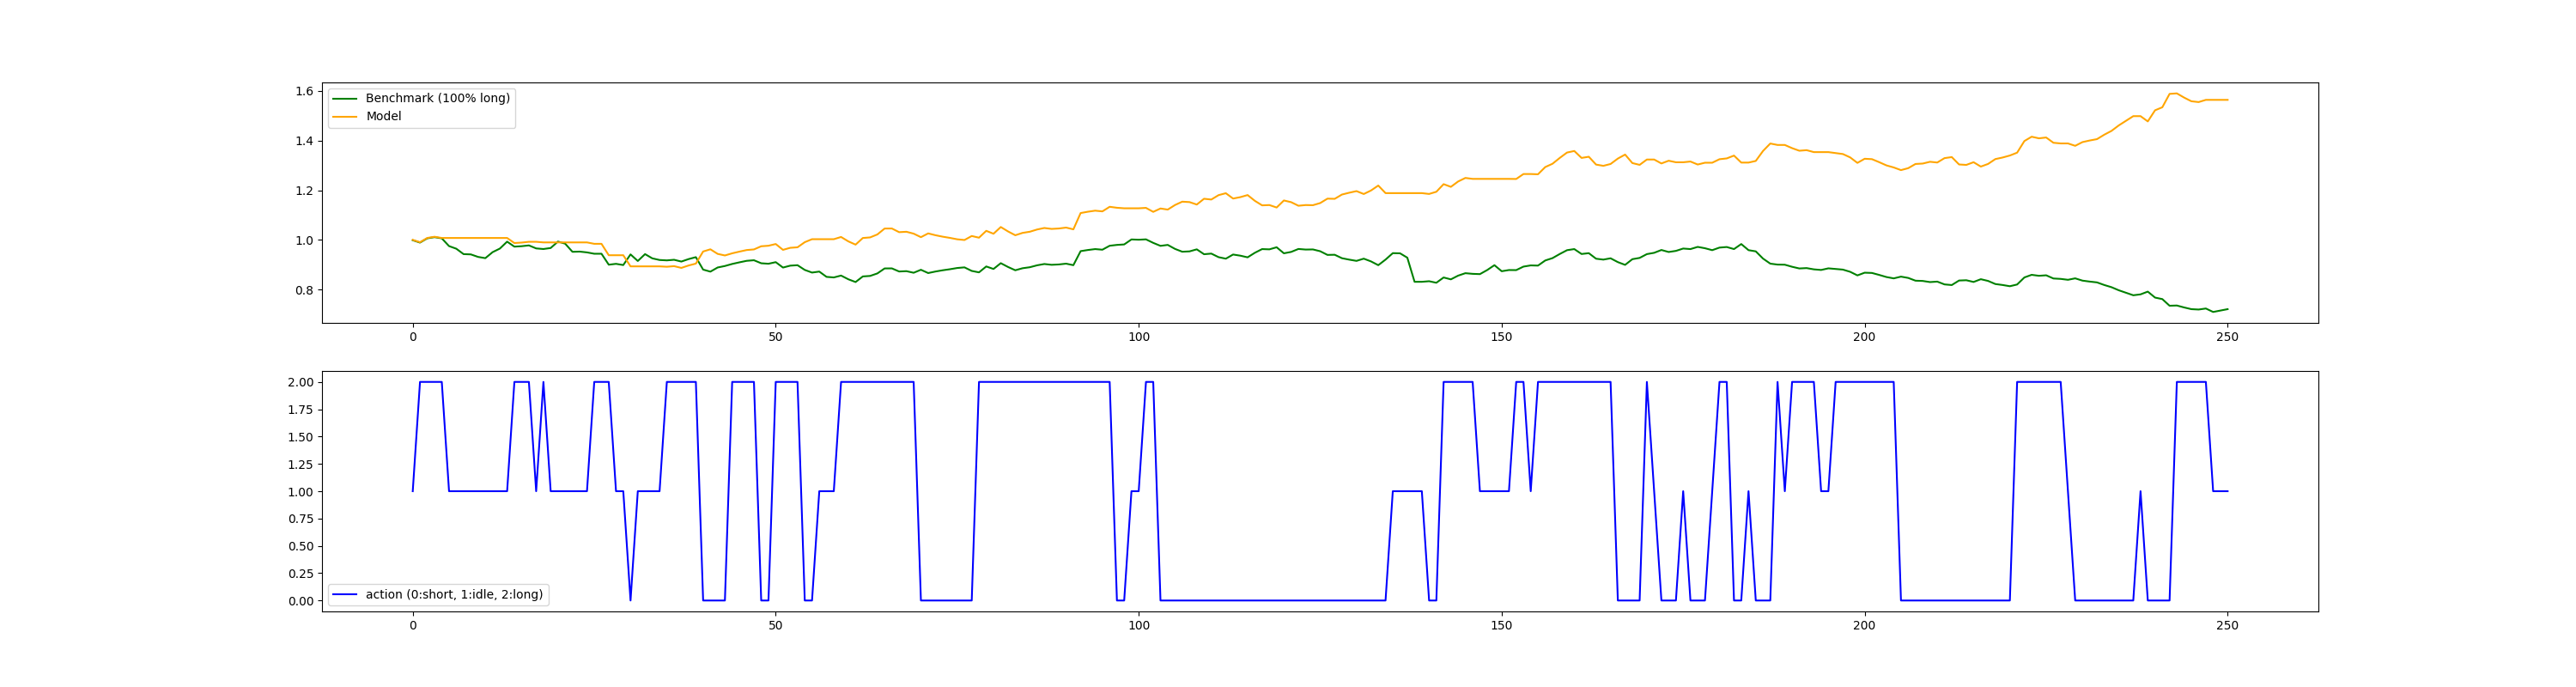 1.6
Benchmark (100% long)
Model
1.4
1.2
1.0
0.8
0 50 100 150 200 250
2.00
1.75
1.50
1.25
1.00
0.75
0.50
0.25
action (0:short, 1:idle, 2:long)
0.00
0 50 100 150 200 250